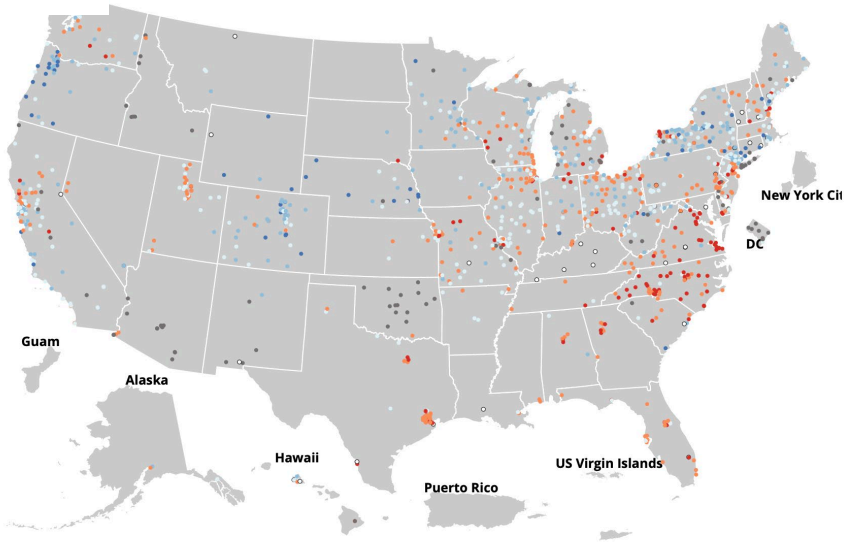 New York Cit
DC
Guam
Alaska
Hawaii
US Virgin Islands
Puerto Rico